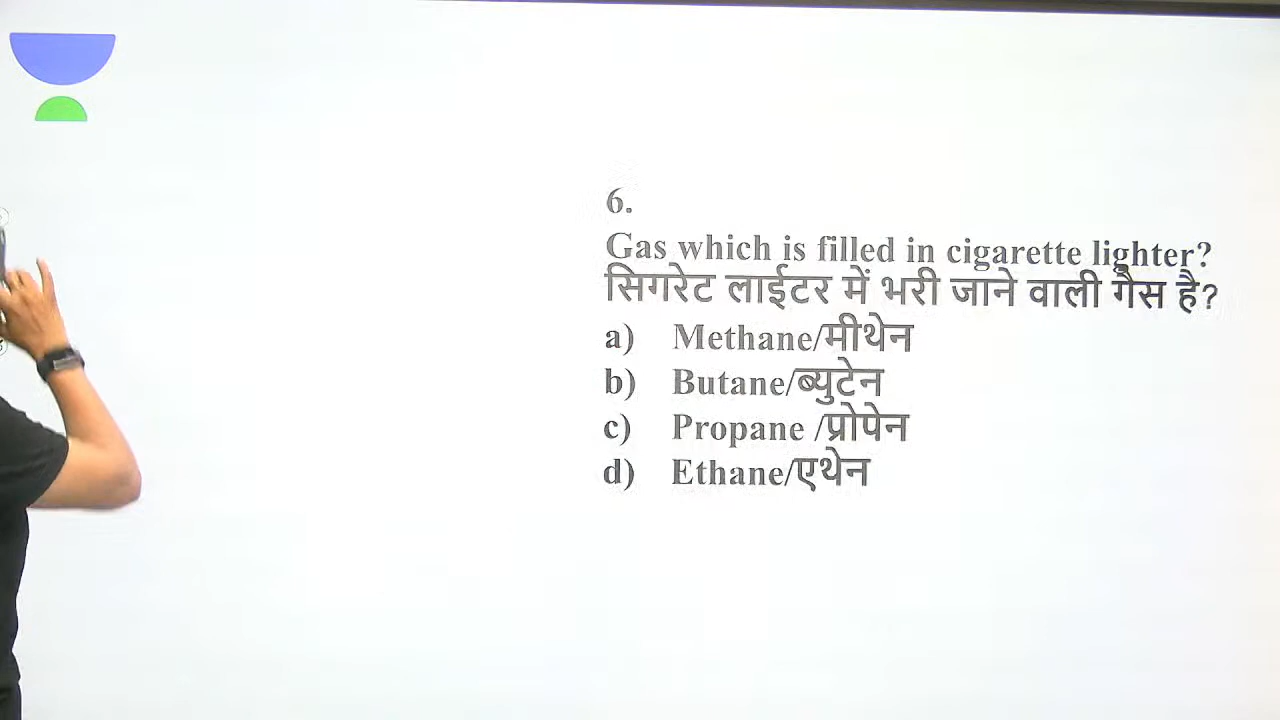 6.
Gas which is filled in cigarette lighter?
सिगरेट लाईटर में भरी जाने वाली गैस है?
a) Methane/मीथेन
b) Butane/ब्युटेन
c) Propane /प्रोपेन
d) Ethane/एथेन